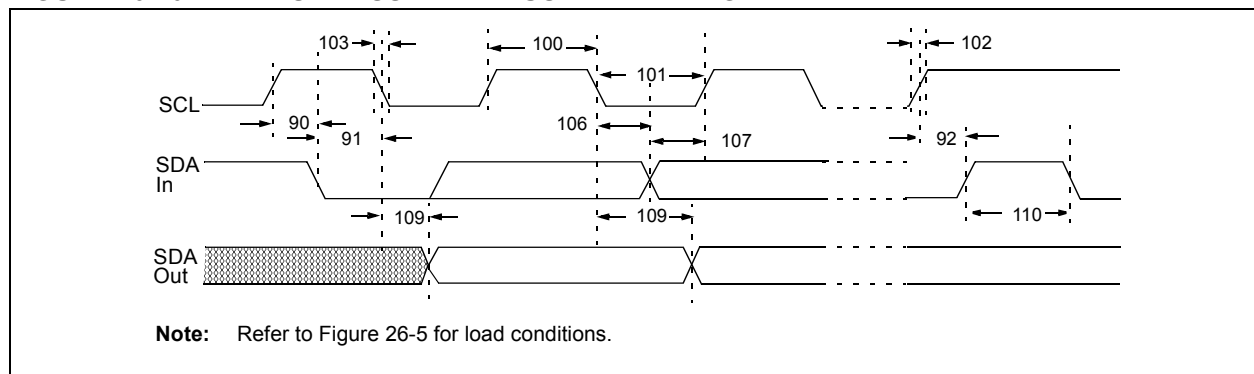 103
100
102
101
SCL
90
106
91
107
92
SDA
In
109
109
110
SDA
Out
Note: Refer to Figure 26-5 for load conditions.